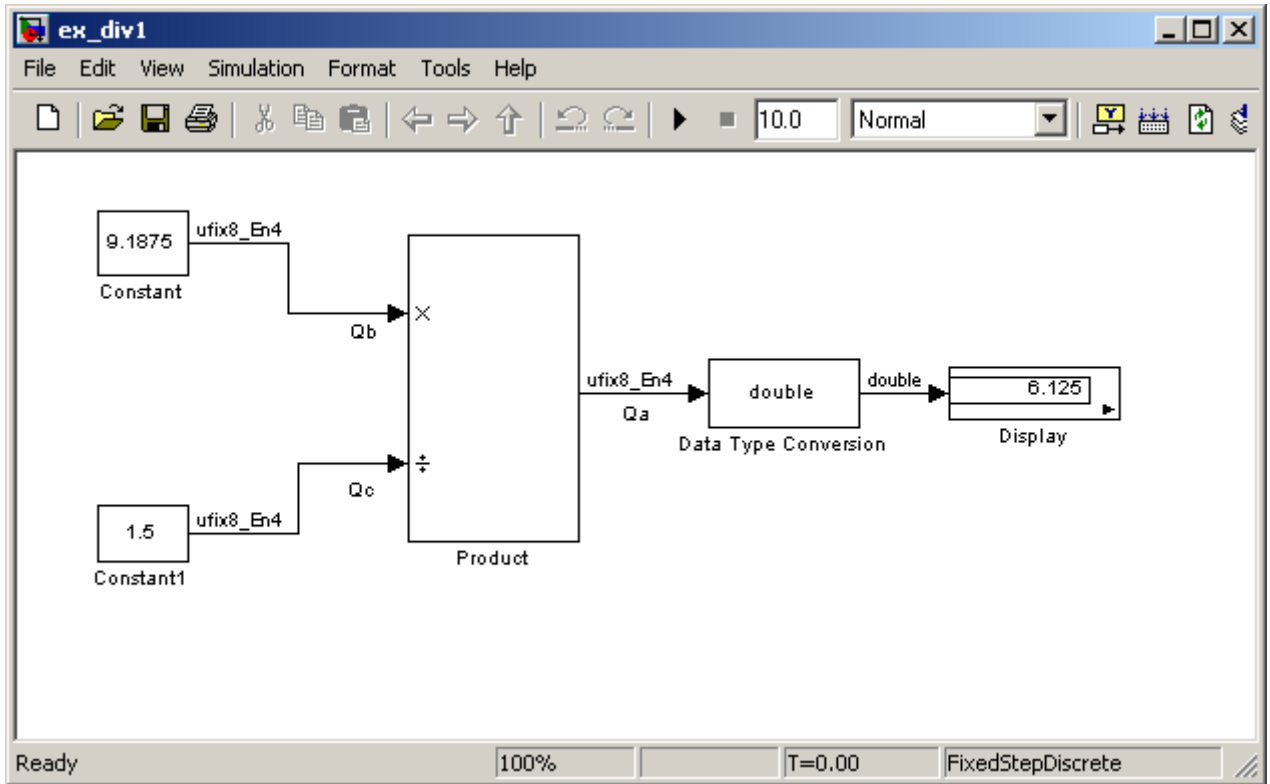 ex_div1
File Edit View Simulation Format Tools Help
10.0 Normal
9.1875 ufix8_En4
Constant
Qb
×
ufix8_En4 double double 6.125
Qa
Data Type Conversion Display
÷
Qc
1.5 ufix8_En4
Product
Constant1
Ready 100% T=0.00 FixedStepDiscrete